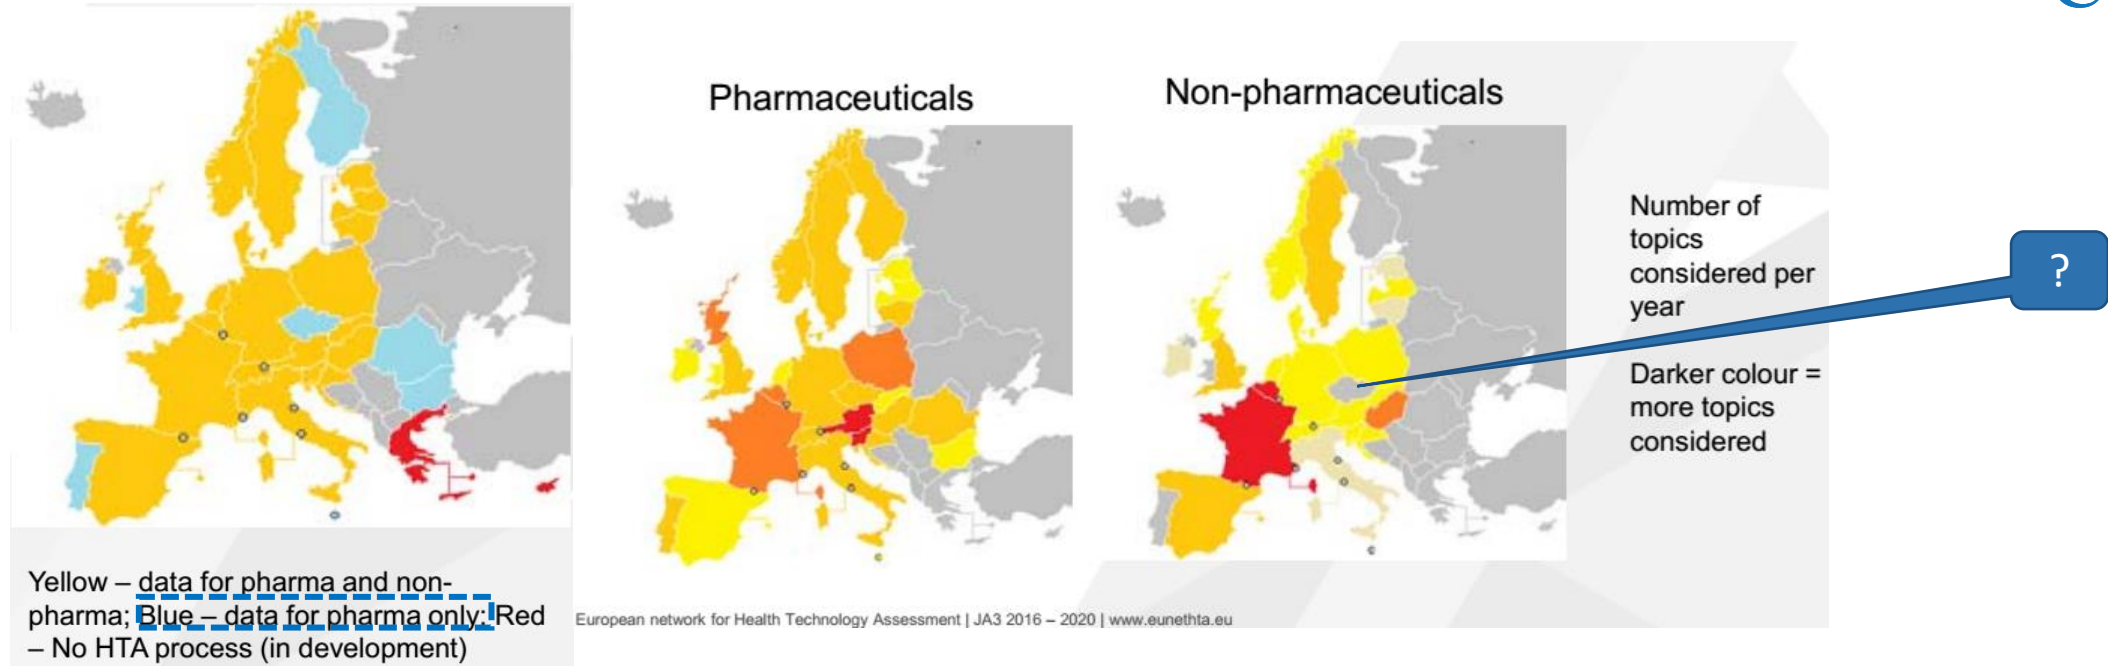 Pharmaceuticals
Non-pharmaceuticals
Number of
topics
considered per
year
Darker colour =
more topics
considered
?
Yellow – data for pharma and non-
pharma; Blue – data for pharma only; Red
– No HTA process (in development)
European network for Health Technology Assessment | JA3 2016 – 2020 | www.eunethta.eu